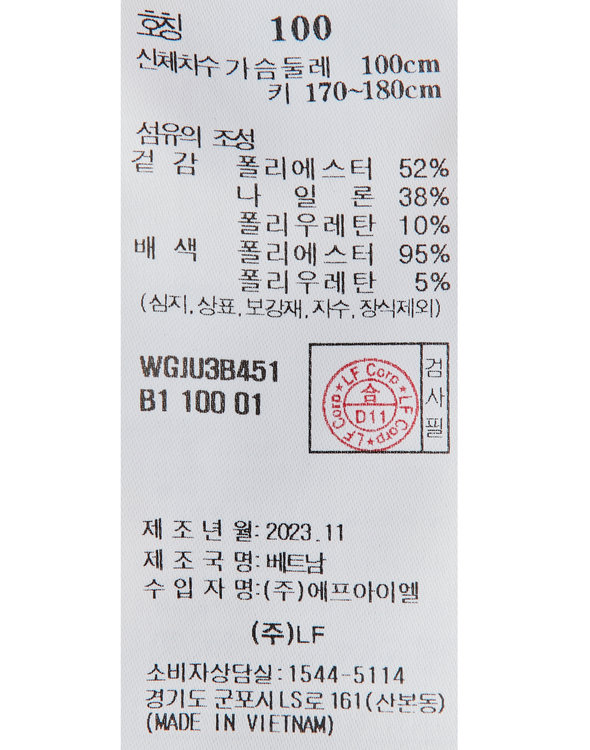 호칭 100
신체치수 가슴둘레 100cm
키 170~180cm
섬유의 조성
겉감 폴리에스터 52%
나일론 38%
폴리우레탄 10%
배색 폴리에스터 95%
폴리우레탄 5%
(심지, 상표, 보강재, 자수, 장식제외)
WGJU3B451
B1 100 01
LF Corp ★ LF Corp ★ LF Corp ★
合
D11
검사필
제조년월: 2023.11
제조국명: 베트남
수입자명: (주)에프아이엘
(주)LF
소비자상담실: 1544-5114
경기도 군포시 LS로 161(산본동)
(MADE IN VIETNAM)